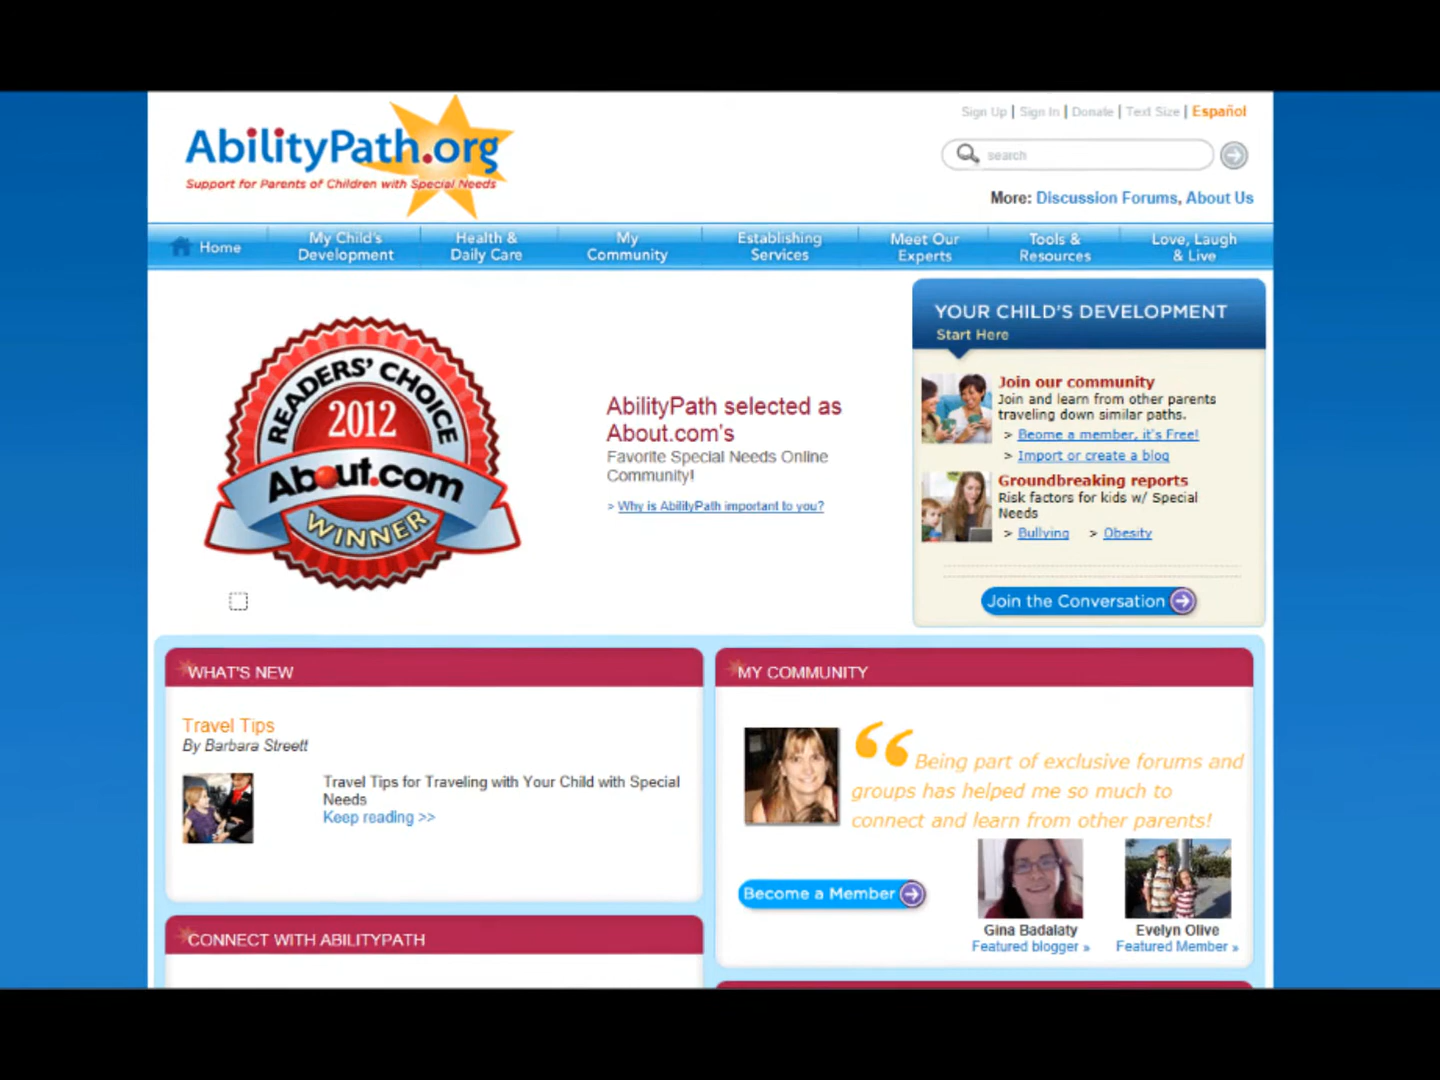 AbilityPath.org
Support for Parents of Children with Special Needs
Sign Up | Sign In | Donate | Text Size | Español
search
More: Discussion Forums, About Us
Home
My Child's
Development
Health &
Daily Care
My
Community
Establishing
Services
Meet Our
Experts
Tools &
Resources
Love, Laugh
& Live
READERS' CHOICE
2012
About.com
WINNER
AbilityPath selected as
About.com's
Favorite Special Needs Online
Community!
> Why is AbilityPath important to you?
YOUR CHILD'S DEVELOPMENT
Start Here
Join our community
Join and learn from other parents
traveling down similar paths.
> Beome a member, it's Free!
> Import or create a blog
Groundbreaking reports
Risk factors for kids w/ Special
Needs
> Bullying > Obesity
Join the Conversation
WHAT'S NEW
Travel Tips
By Barbara Streett
Travel Tips for Traveling with Your Child with Special
Needs
Keep reading >>
CONNECT WITH ABILITYPATH
MY COMMUNITY
“ Being part of exclusive forums and
groups has helped me so much to
connect and learn from other parents!
Become a Member
Gina Badalaty
Featured blogger »
Evelyn Olive
Featured Member »